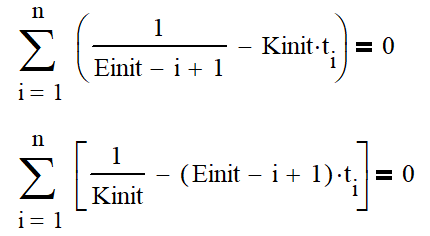 n
∑ ( 1 / (Einit − i + 1) − Kinit·t_i ) = 0
i = 1
n
∑ [ 1 / Kinit − (Einit − i + 1)·t_i ] = 0
i = 1